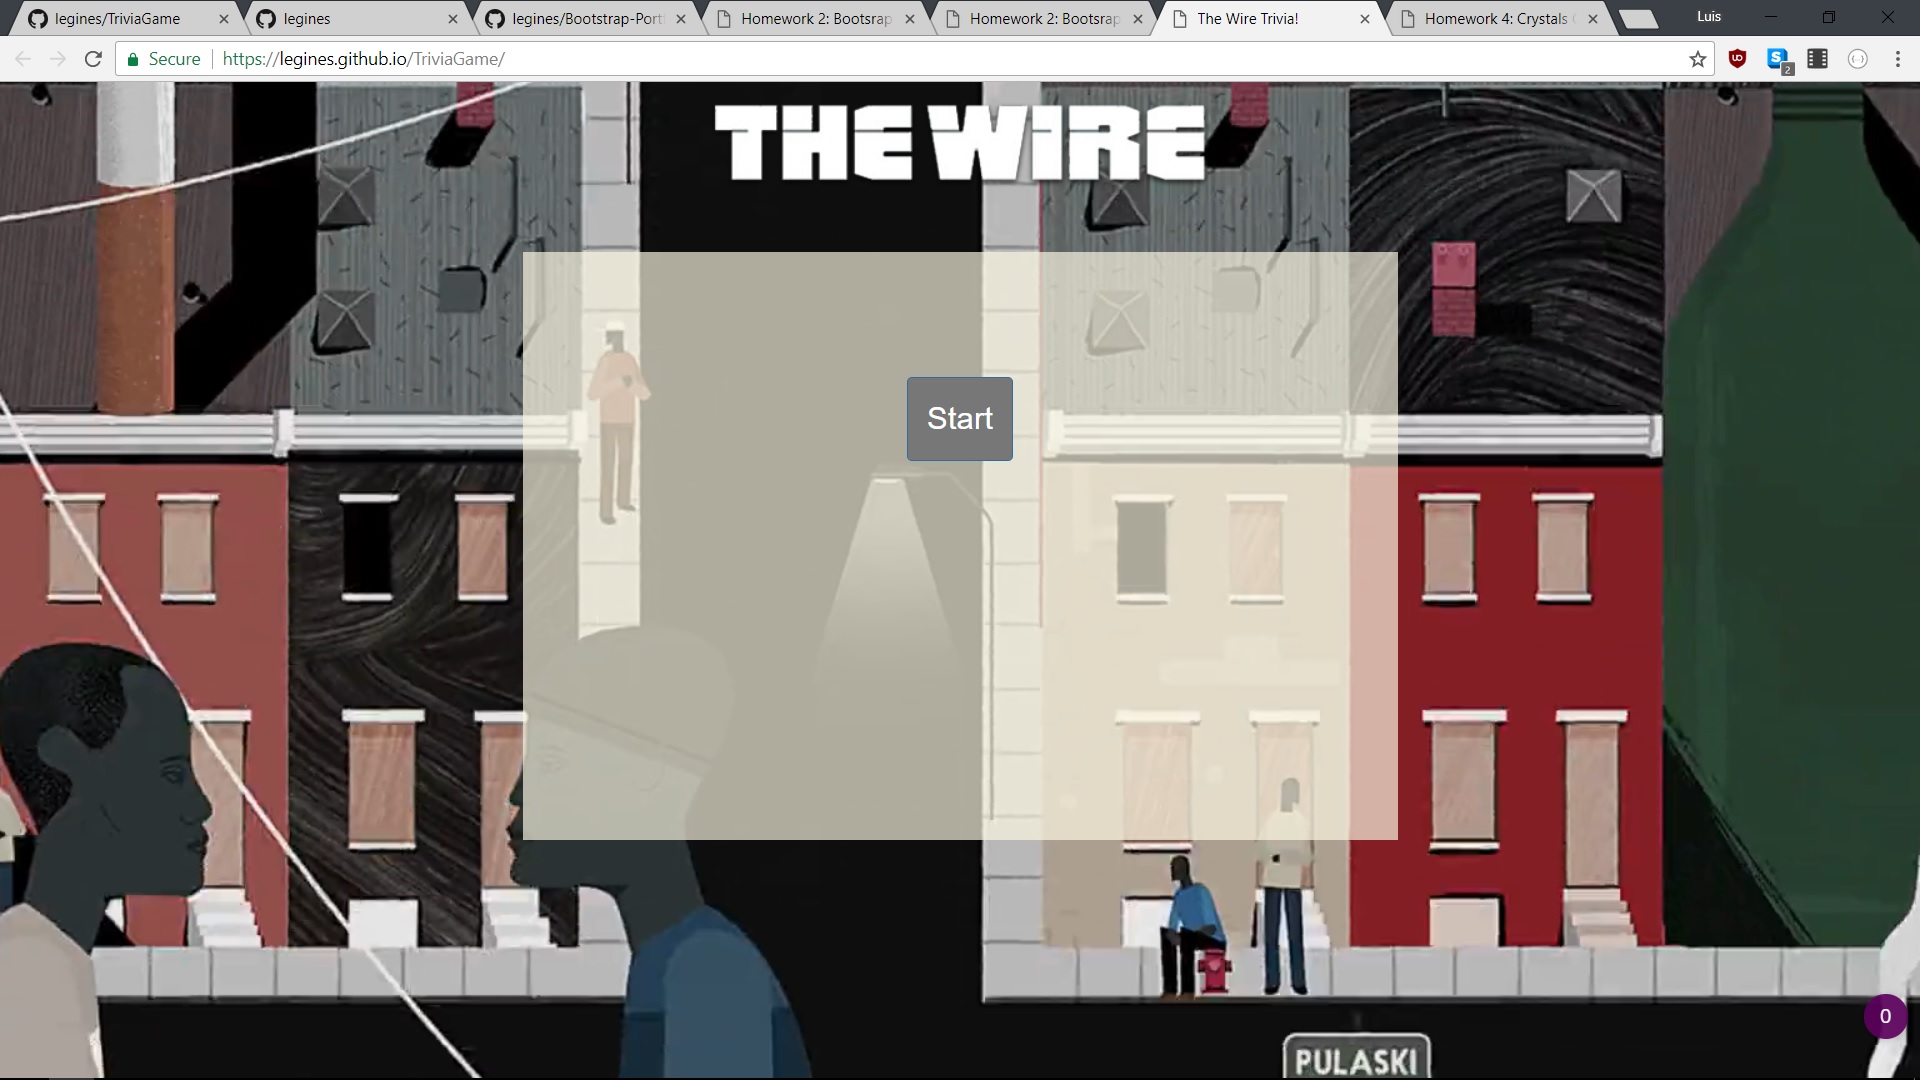 legines/TriviaGame
legines
legines/Bootstrap-Port
Homework 2: Bootsrap
Homework 2: Bootsrap
The Wire Trivia!
Homework 4: Crystals
Luis
Secure
https://legines.github.io/TriviaGame/
2
THE WIRE
Start
0
PULASKI